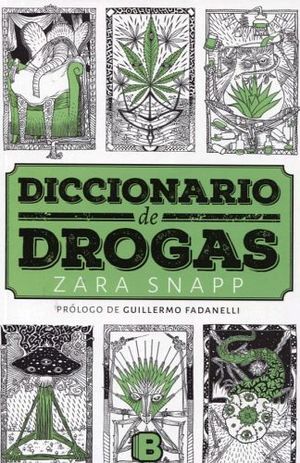 DICCIONARIO
de
DROGAS
ZARA SNAPP
PRÓLOGO DE GUILLERMO FADANELLI
B